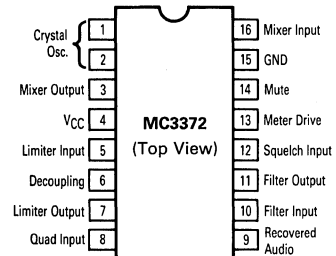 Crystal
Osc.
1
2
Mixer Output 3
VCC 4
Limiter Input 5
Decoupling 6
Limiter Output 7
Quad Input 8
MC3372
(Top View)
16 Mixer Input
15 GND
14 Mute
13 Meter Drive
12 Squelch Input
11 Filter Output
10 Filter Input
9 Recovered
Audio